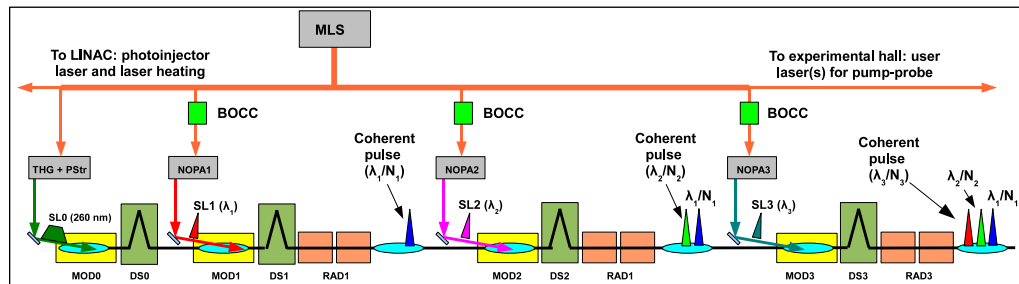 MLS
To LINAC: photoinjector
laser and laser heating
To experimental hall: user
laser(s) for pump-probe
BOCC
BOCC
BOCC
THG + PStr
NOPA1
Coherent
pulse
(λ₁/N₁)
NOPA2
Coherent
pulse
(λ₂/N₂)
λ₁/N₁
NOPA3
Coherent
pulse
(λ₃/N₃)
λ₂/N₂
λ₁/N₁
SL0 (260 nm)
SL1 (λ₁)
SL2 (λ₂)
SL3 (λ₃)
MOD0
DS0
MOD1
DS1
RAD1
MOD2
DS2
RAD1
MOD3
DS3
RAD3